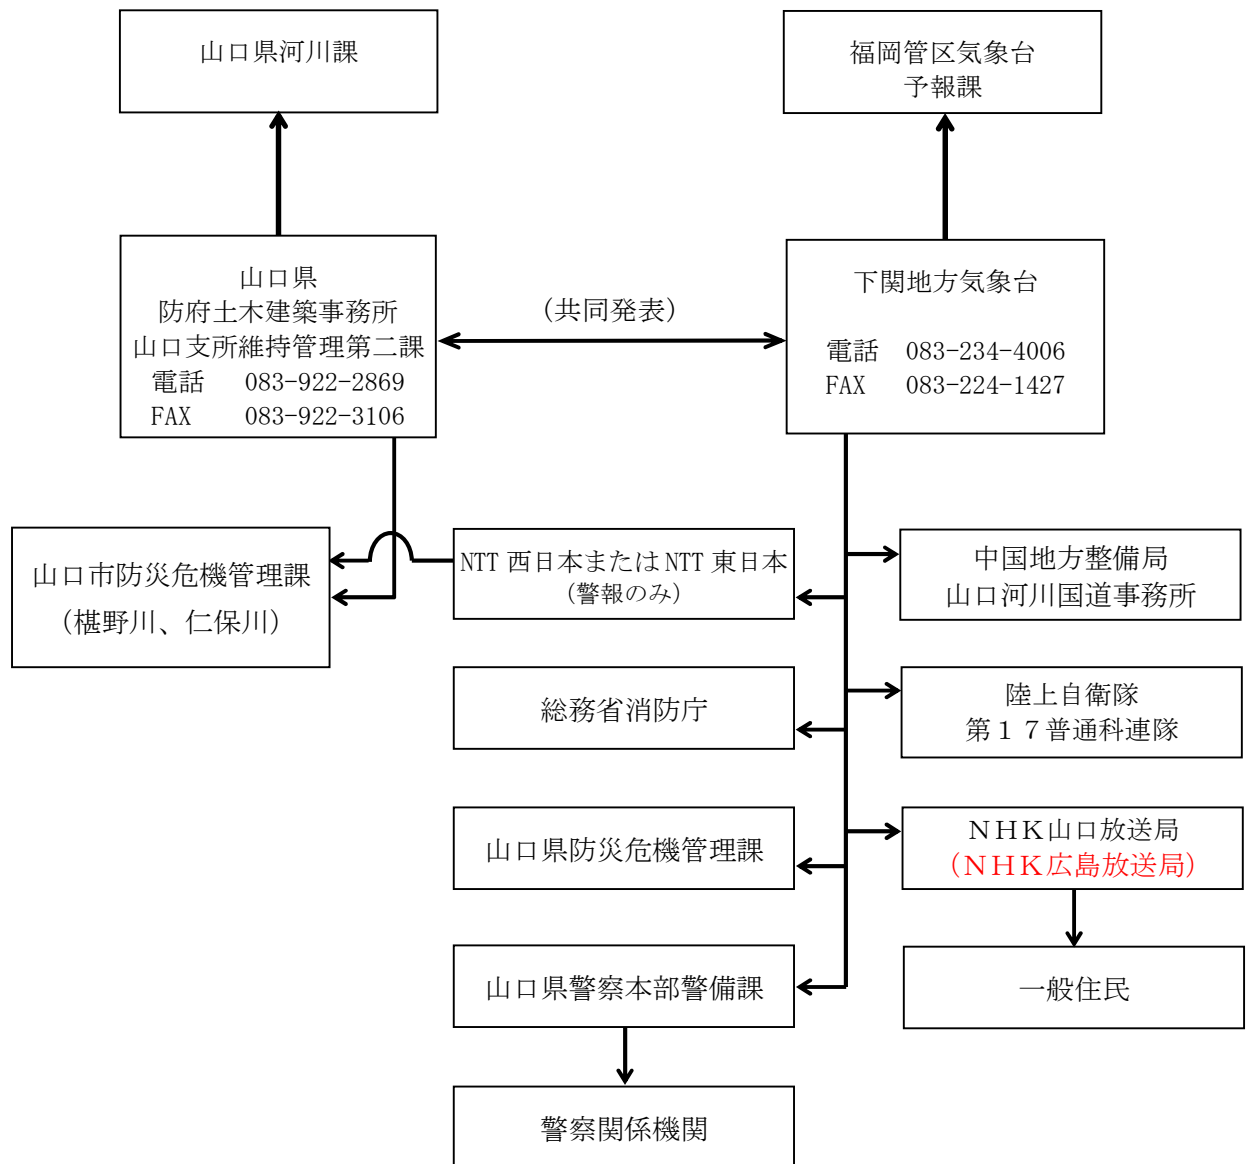 山口県河川課
福岡管区気象台
予報課
山口県
防府土木建築事務所
山口支所維持管理第二課
電話 083-922-2869
FAX 083-922-3106
(共同発表)
下関地方気象台
電話 083-234-4006
FAX 083-224-1427
山口市防災危機管理課
(椹野川、仁保川)
NTT 西日本または NTT 東日本
(警報のみ)
中国地方整備局
山口河川国道事務所
総務省消防庁
陸上自衛隊
第17普通科連隊
山口県防災危機管理課
NHK山口放送局
(NHK広島放送局)
山口県警察本部警備課
一般住民
警察関係機関